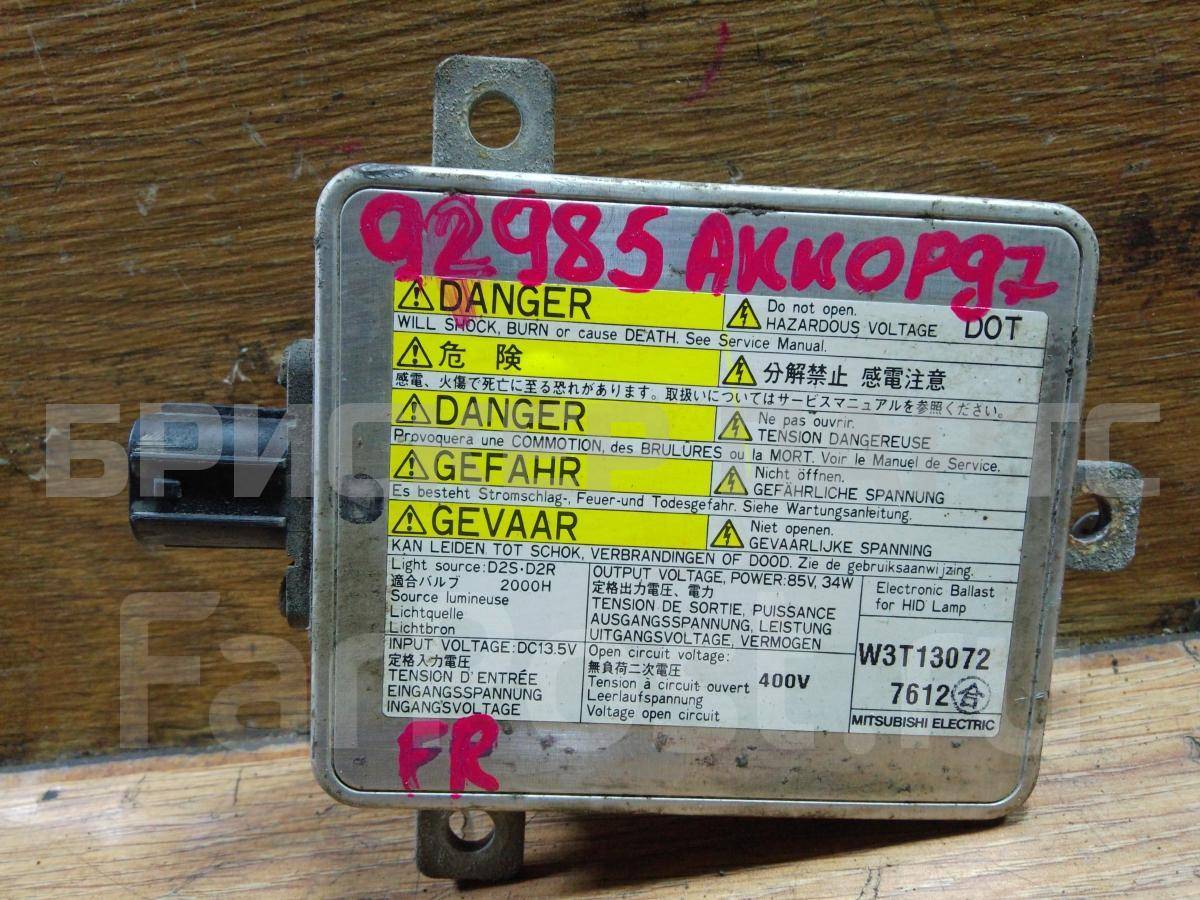 92985 АККОРД 97
DANGER
Do not open.
HAZARDOUS VOLTAGE DOT
WILL SHOCK, BURN or cause DEATH. See Service Manual.
危 険
分解禁止 感電注意
感電、火傷で死亡に至る恐れがあります。取扱いについてはサービスマニュアルを参照ください。
DANGER
Ne pas ouvrir.
TENSION DANGEREUSE
Provoquera une COMMOTION, des BRULÛRES ou la MORT. Voir le Manuel de Service.
GEFAHR
Nicht öffnen.
GEFÄHRLICHE SPANNUNG
Es besteht Stromschlag-, Feuer-und Todesgefahr. Siehe Wartungsanleitung.
GEVAAR
Niet openen.
GEVAARLIJKE SPANNING
KAN LEIDEN TOT SCHOK, VERBRANDINGEN OF DOOD. Zie de gebruiksaanwijzing.
Light source:D2S·D2R
適合バルブ 2000H
Source lumineuse
Lichtquelle
Lichtbron
INPUT VOLTAGE:DC13.5V
定格入力電圧
TENSION D'ENTRÉE
EINGANGSSPANNUNG
INGANGSVOLTAGE
OUTPUT VOLTAGE, POWER:85V, 34W
定格出力電圧、電力
TENSION DE SORTIE, PUISSANCE
AUSGANGSSPANNUNG, LEISTUNG
UITGANGSVOLTAGE, VERMOGEN
Open circuit voltage:
無負荷二次電圧
Tension à circuit ouvert 400V
Leerlaufspannung
Voltage open circuit
Electronic Ballast
for HID Lamp
W3T13072
7612 合
MITSUBISHI ELECTRIC
FR